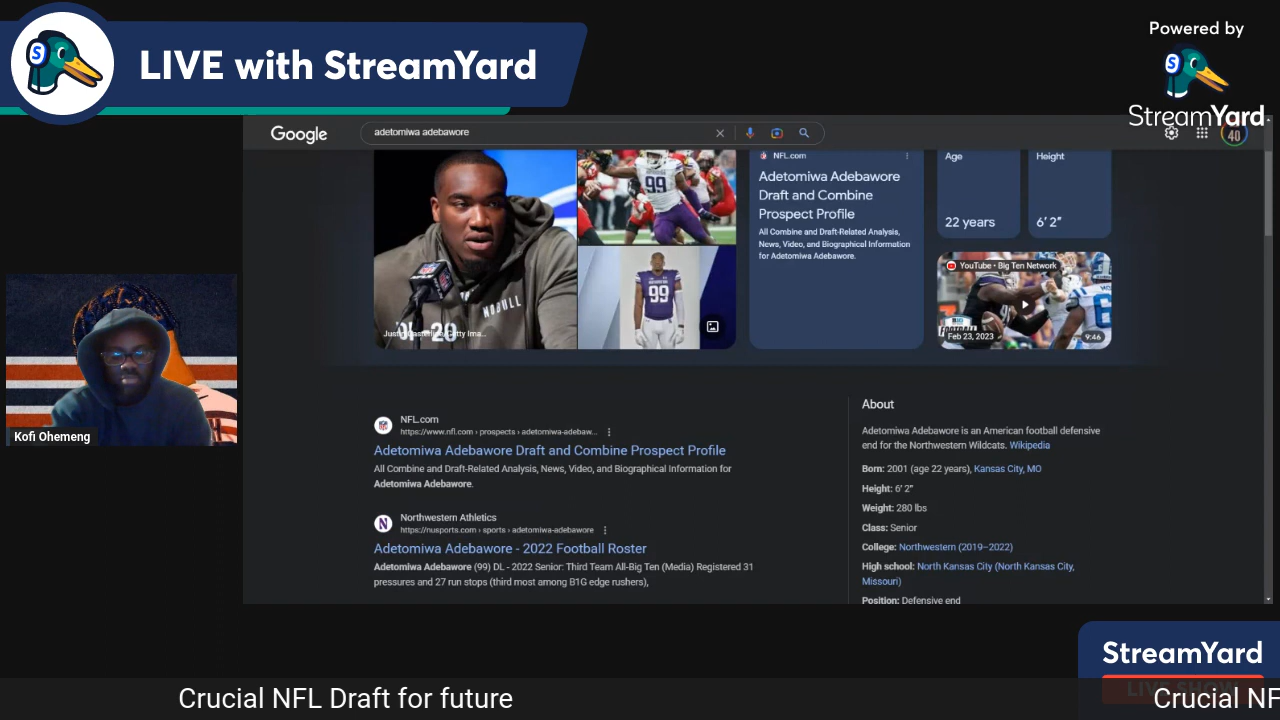 LIVE with StreamYard
Powered by
StreamYard
Google
adetomiwa adebawore
40
NFL.com
Adetomiwa Adebawore
Draft and Combine
Prospect Profile
All Combine and Draft-Related Analysis,
News, Video, and Biographical Information
for Adetomiwa Adebawore.
Age
22 years
Height
6' 2"
99
99
NOBULL
YouTube • Big Ten Network
Feb 23, 2023
9:46
Kofi Ohemeng
NFL.com
https://www.nfl.com › prospects › adetomiwa-adebaw...
Adetomiwa Adebawore Draft and Combine Prospect Profile
All Combine and Draft-Related Analysis, News, Video, and Biographical Information for
Adetomiwa Adebawore.
Northwestern Athletics
https://nusports.com › sports › adetomiwa-adebawore
Adetomiwa Adebawore - 2022 Football Roster
Adetomiwa Adebawore (99) DL - 2022 Senior: Third Team All-Big Ten (Media) Registered 31
pressures and 27 run stops (third most among B1G edge rushers),
About
Adetomiwa Adebawore is an American football defensive
end for the Northwestern Wildcats. Wikipedia
Born: 2001 (age 22 years), Kansas City, MO
Height: 6' 2"
Weight: 280 lbs
Class: Senior
College: Northwestern (2019–2022)
High school: North Kansas City (North Kansas City,
Missouri)
Position: Defensive end
StreamYard
LIVE SHOW
Crucial NFL Draft for future
Crucial NF